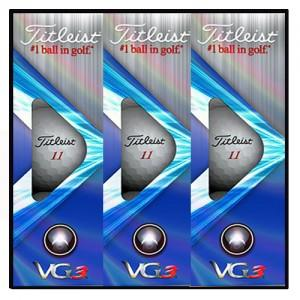 Titleist Titleist Titleist
#1 ball in golf.* #1 ball in golf.* #1 ball in golf.*
Titleist Titleist Titleist
11 11 11
VG3 VG3 VG3